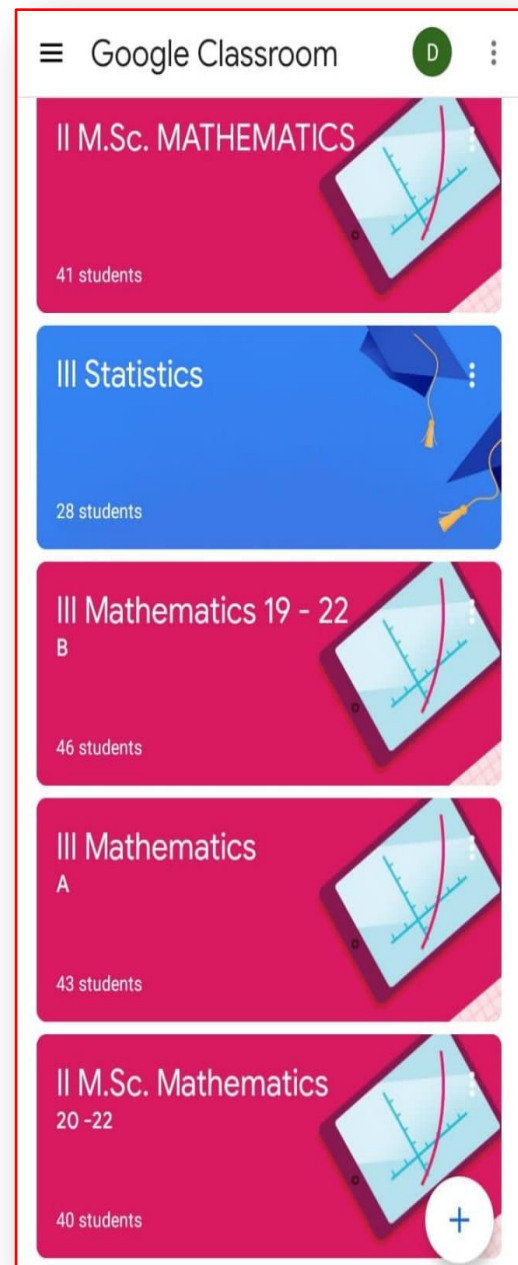 Google Classroom
D
II M.Sc. MATHEMATICS
41 students
III Statistics
28 students
III Mathematics 19 - 22
B
46 students
III Mathematics
A
43 students
II M.Sc. Mathematics
20 -22
40 students